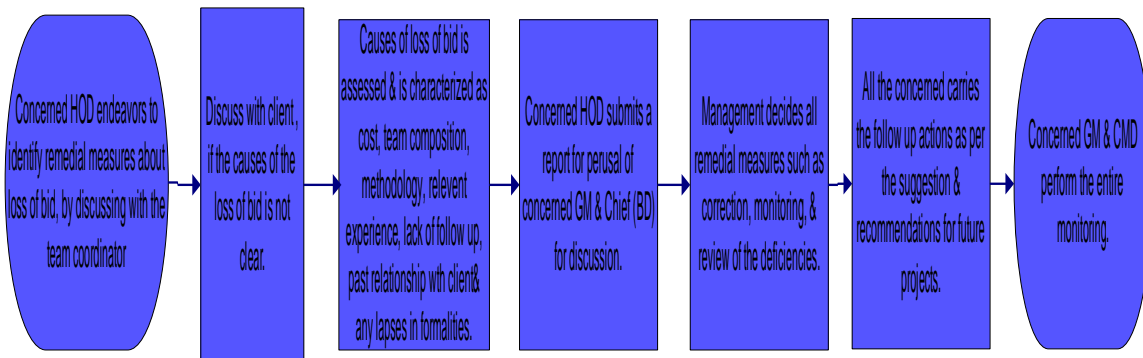 Concerned HOD endeavors to
identify remedial measures about
loss of bid, by discussing with the
team coordinator
Discuss with client ,
if the causes of the
loss of bid is not
clear.
Causes of loss of bid is
assessed & is characterized as
cost, team composition,
methodology, relevent
experience, lack of follow up,
past relationship wth client&
any lapses in formalities.
Concerned HOD submits a
report for perusal of
concerned GM & Chief (BD)
for discussion.
Management decides all
remedial measures such as
correction, monitoring, &
review of the deficiencies.
All the concerned carries
the follow up actions as per
the suggestion &
recommendations for future
projects.
Concerned GM & CMD
perform the entire
monitoring.